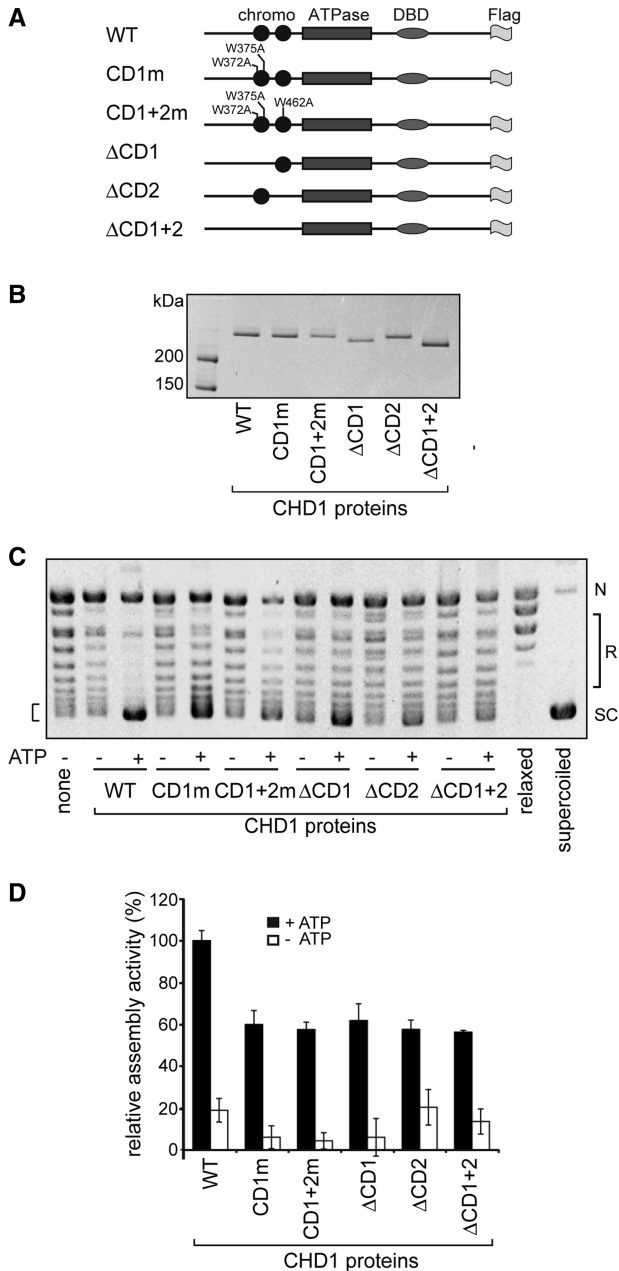 A
chromo ATPase DBD Flag
WT
W375A
W372A
CD1m
W375A
W372A W462A
CD1+2m
ΔCD1
ΔCD2
ΔCD1+2
B
kDa
200
150
WT CD1m CD1+2m ΔCD1 ΔCD2 ΔCD1+2
CHD1 proteins
C
N
R
SC
ATP - - + - + - + - + - + - +
none WT CD1m CD1+2m ΔCD1 ΔCD2 ΔCD1+2 relaxed supercoiled
CHD1 proteins
D
relative assembly activity (%)
120
100
80
60
40
20
0
+ ATP
- ATP
WT CD1m CD1+2m ΔCD1 ΔCD2 ΔCD1+2
CHD1 proteins